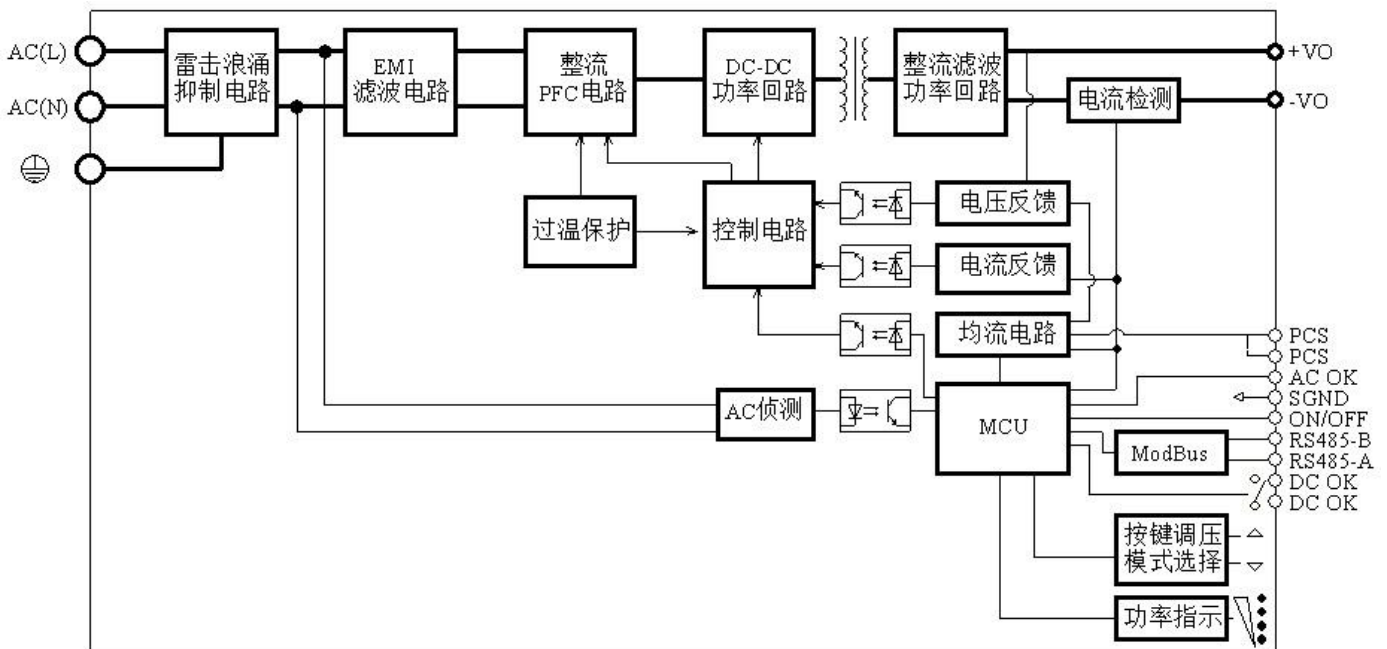 AC(L)
AC(N)
雷击浪涌
抑制电路
EMI
滤波电路
整流
PFC电路
DC-DC
功率回路
整流滤波
功率回路
电流检测
+VO
-VO
过温保护
控制电路
电压反馈
电流反馈
均流电路
AC侦测
MCU
ModBus
PCS
PCS
AC OK
SGND
ON/OFF
RS485-B
RS485-A
DC OK
DC OK
按键调压
模式选择
功率指示